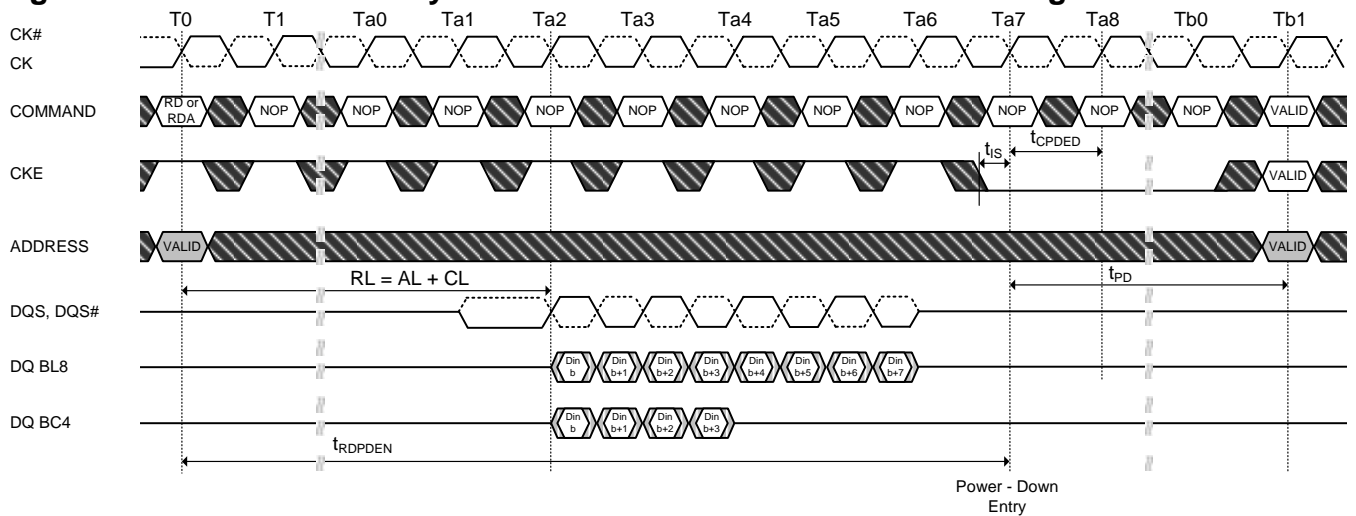 T0 T1 Ta0 Ta1 Ta2 Ta3 Ta4 Ta5 Ta6 Ta7 Ta8 Tb0 Tb1
CK#
CK
COMMAND
RD or
RDA
NOP NOP NOP NOP NOP NOP NOP NOP NOP NOP NOP VALID
tIS
tCPDED
CKE
VALID
ADDRESS
VALID VALID
RL = AL + CL
tPD
DQS, DQS#
DQ BL8
Din b
Din b+1
Din b+2
Din b+3
Din b+4
Din b+5
Din b+6
Din b+7
DQ BC4
Din b
Din b+1
Din b+2
Din b+3
tRDPDEN
Power - Down
Entry